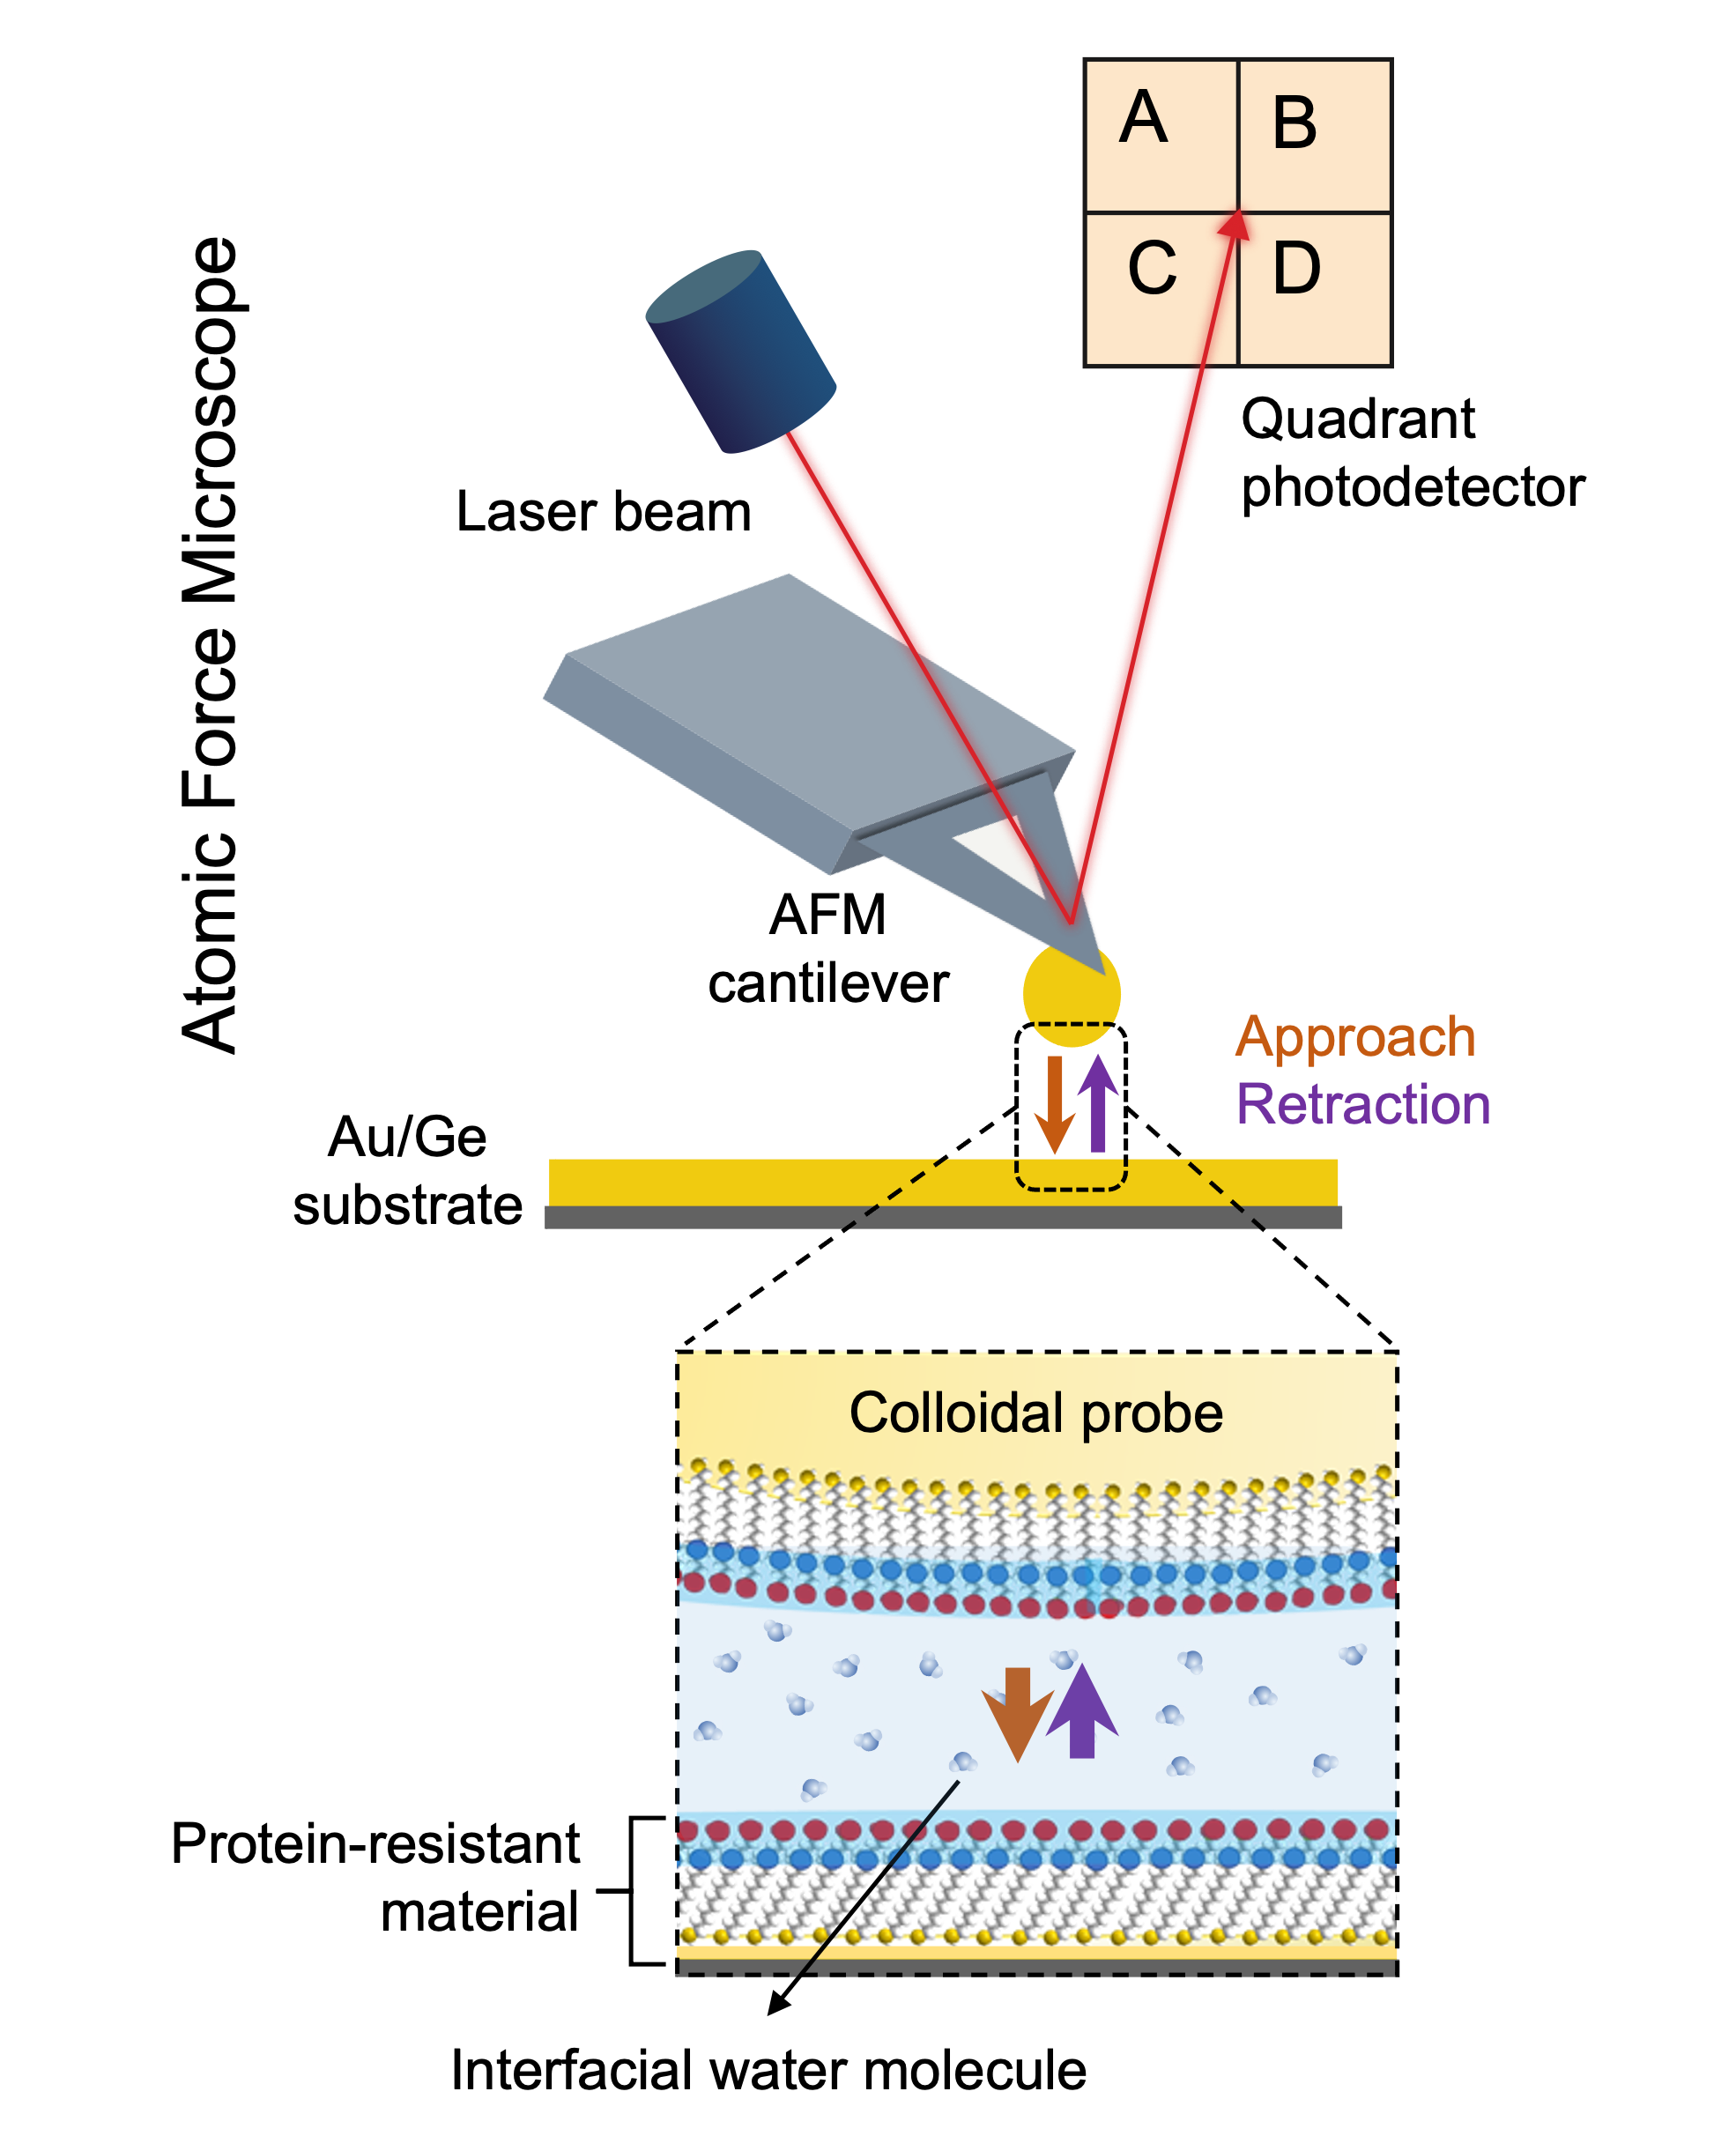 Atomic Force Microscope
A
B
C
D
Quadrant
photodetector
Laser beam
AFM
cantilever
Approach
Retraction
Au/Ge
substrate
Colloidal probe
Protein-resistant
material
Interfacial water molecule